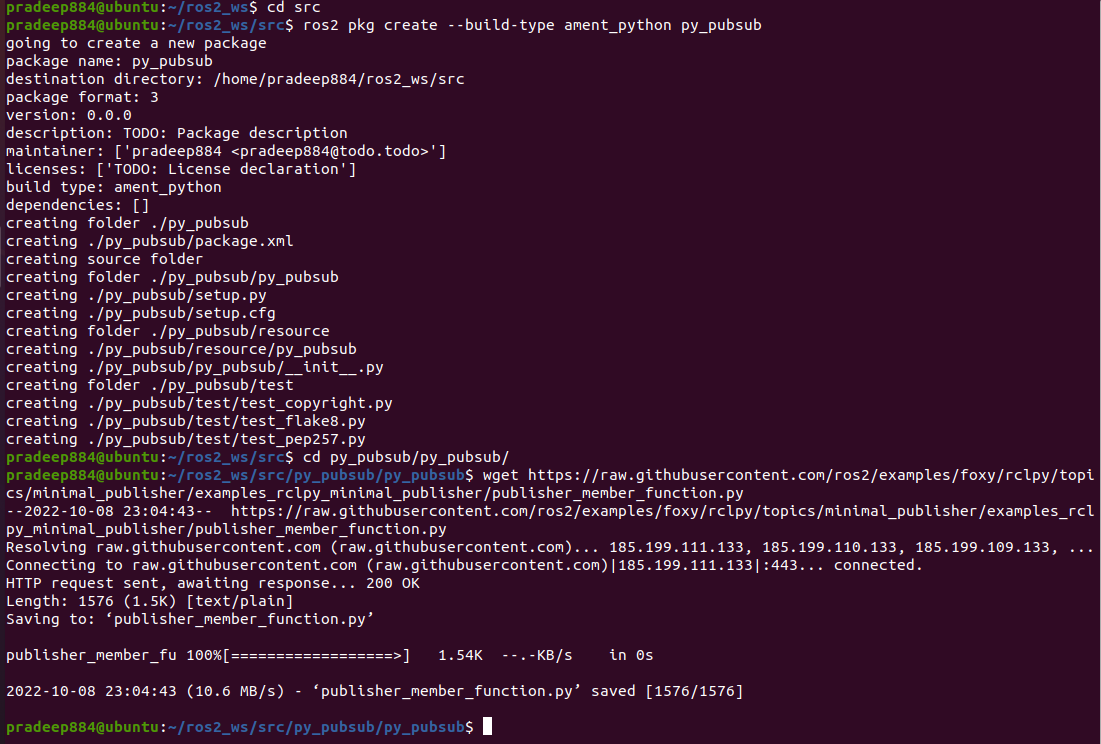 pradeep884@ubuntu:~/ros2_ws$ cd src
pradeep884@ubuntu:~/ros2_ws/src$ ros2 pkg create --build-type ament_python py_pubsub
going to create a new package
package name: py_pubsub
destination directory: /home/pradeep884/ros2_ws/src
package format: 3
version: 0.0.0
description: TODO: Package description
maintainer: ['pradeep884 <pradeep884@todo.todo>']
licenses: ['TODO: License declaration']
build type: ament_python
dependencies: []
creating folder ./py_pubsub
creating ./py_pubsub/package.xml
creating source folder
creating folder ./py_pubsub/py_pubsub
creating ./py_pubsub/setup.py
creating ./py_pubsub/setup.cfg
creating folder ./py_pubsub/resource
creating ./py_pubsub/resource/py_pubsub
creating ./py_pubsub/py_pubsub/__init__.py
creating folder ./py_pubsub/test
creating ./py_pubsub/test/test_copyright.py
creating ./py_pubsub/test/test_flake8.py
creating ./py_pubsub/test/test_pep257.py
pradeep884@ubuntu:~/ros2_ws/src$ cd py_pubsub/py_pubsub/
pradeep884@ubuntu:~/ros2_ws/src/py_pubsub/py_pubsub$ wget https://raw.githubusercontent.com/ros2/examples/foxy/rclpy/topi
cs/minimal_publisher/examples_rclpy_minimal_publisher/publisher_member_function.py
--2022-10-08 23:04:43--  https://raw.githubusercontent.com/ros2/examples/foxy/rclpy/topics/minimal_publisher/examples_rcl
py_minimal_publisher/publisher_member_function.py
Resolving raw.githubusercontent.com (raw.githubusercontent.com)... 185.199.111.133, 185.199.110.133, 185.199.109.133, ...
Connecting to raw.githubusercontent.com (raw.githubusercontent.com)|185.199.111.133|:443... connected.
HTTP request sent, awaiting response... 200 OK
Length: 1576 (1.5K) [text/plain]
Saving to: ‘publisher_member_function.py’
publisher_member_fu 100%[==================>]   1.54K  --.-KB/s    in 0s
2022-10-08 23:04:43 (10.6 MB/s) - ‘publisher_member_function.py’ saved [1576/1576]
pradeep884@ubuntu:~/ros2_ws/src/py_pubsub/py_pubsub$